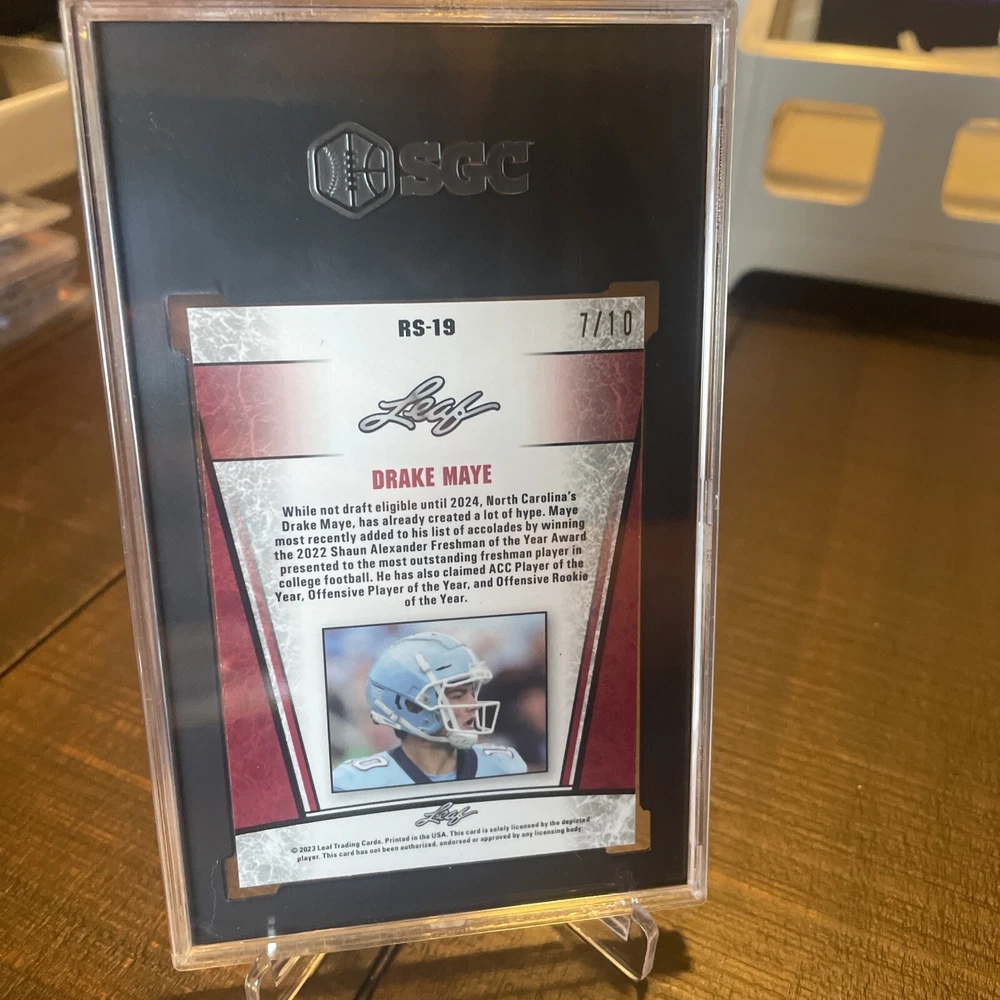 SGC
RS-19
7/10
Leaf
DRAKE MAYE
While not draft eligible until 2024, North Carolina's
Drake Maye, has already created a lot of hype. Maye
most recently added to his list of accolades by winning
the 2022 Shaun Alexander Freshman of the Year Award
presented to the most outstanding freshman player in
college football. He has also claimed ACC Player of the
Year, Offensive Player of the Year, and Offensive Rookie
of the Year.
Leaf
© 2023 Leaf Trading Cards. Printed in the USA. This card is solely licensed by the depicted
player. This card has not been authorized, endorsed or approved by any licensing body